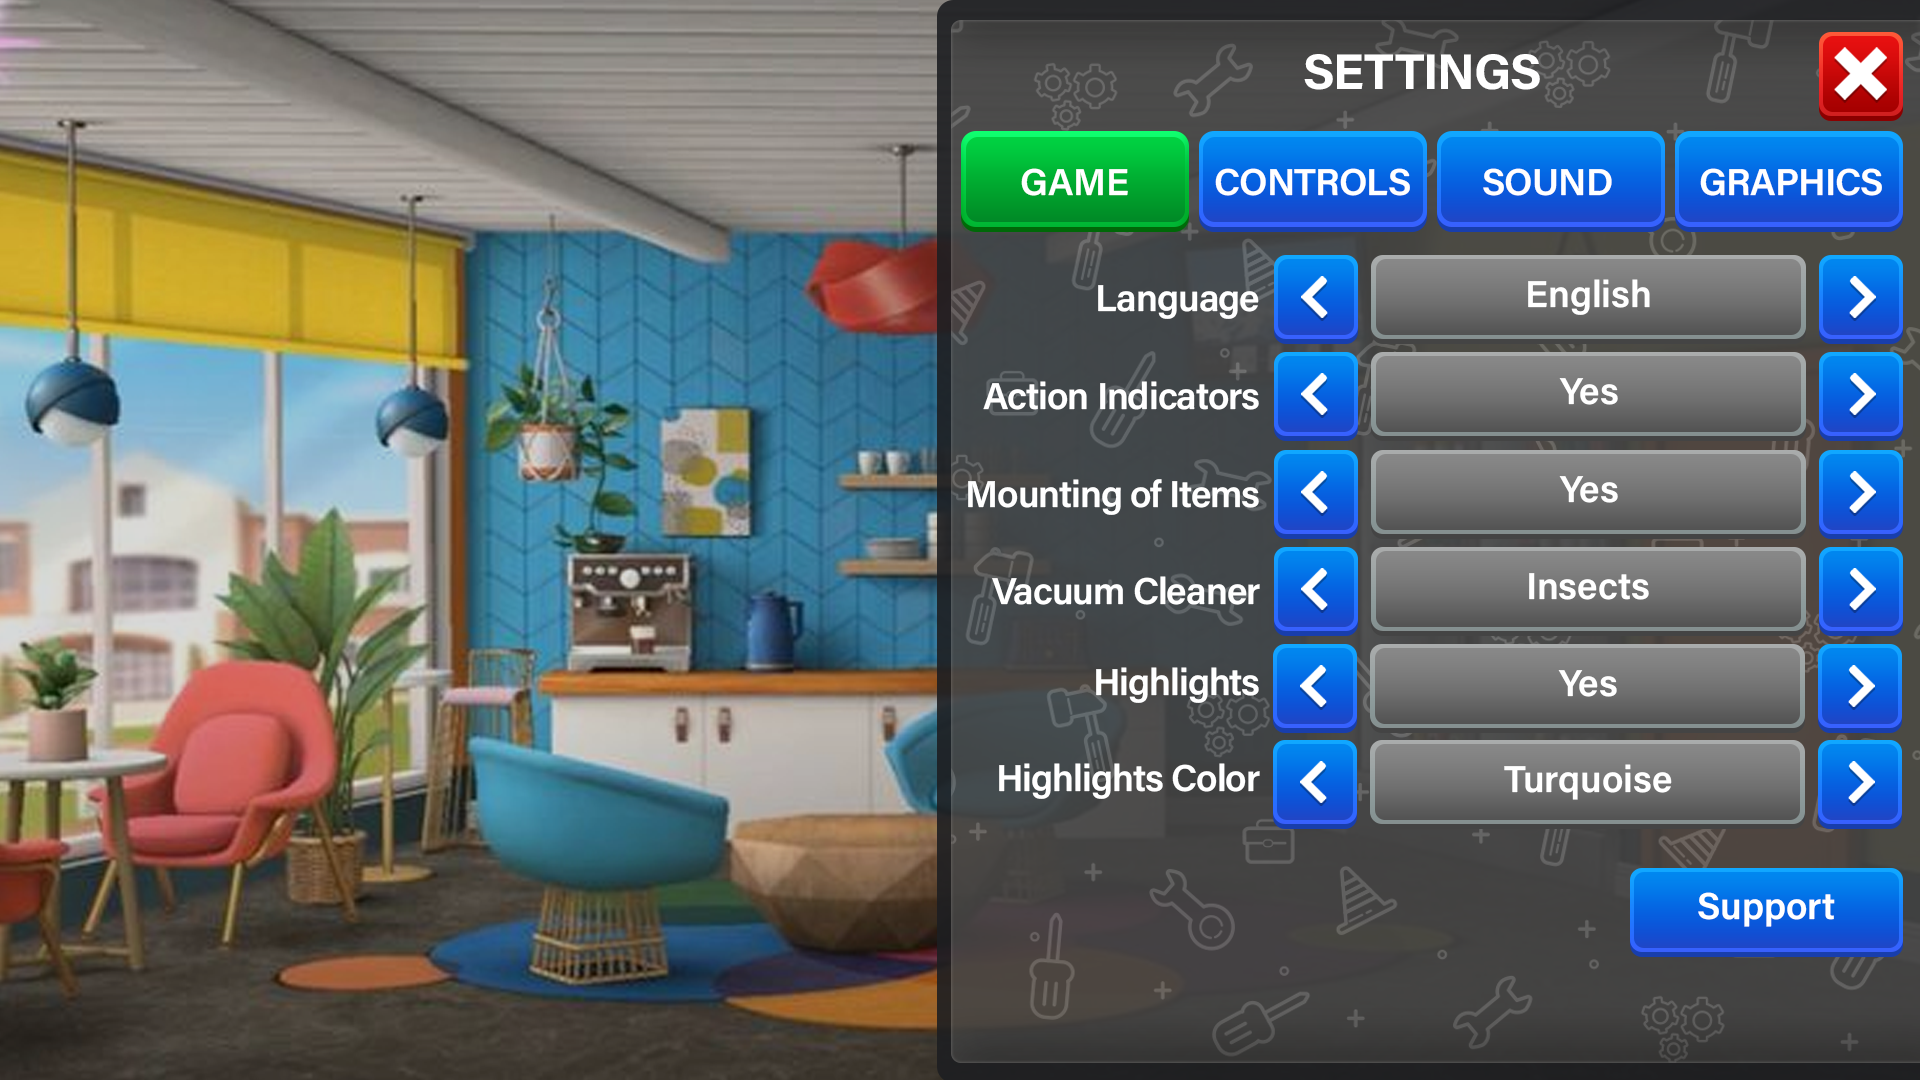 SETTINGS
GAME CONTROLS SOUND GRAPHICS
Language English
Action Indicators Yes
Mounting of Items Yes
Vacuum Cleaner Insects
Highlights Yes
Highlights Color Turquoise
Support